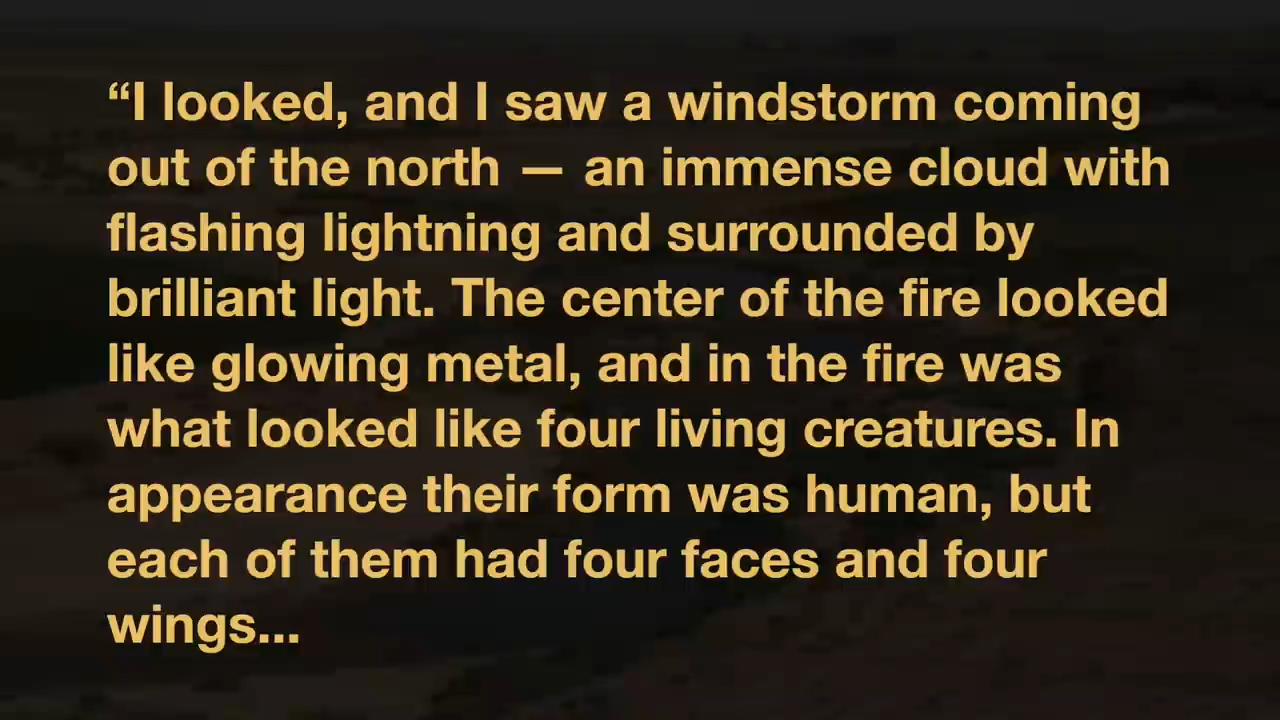 “I looked, and I saw a windstorm coming
out of the north — an immense cloud with
flashing lightning and surrounded by
brilliant light. The center of the fire looked
like glowing metal, and in the fire was
what looked like four living creatures. In
appearance their form was human, but
each of them had four faces and four
wings...